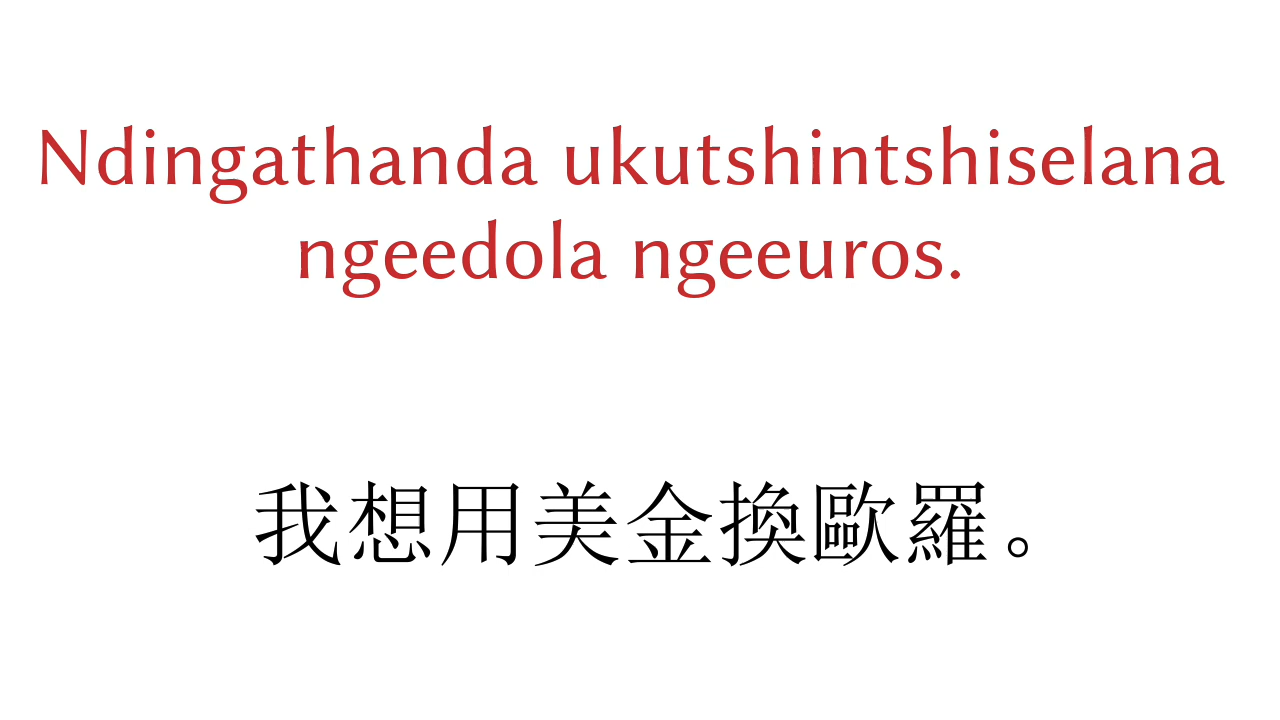 Ndingathanda ukutshintshiselana
ngeedola ngeeuros.
我想用美金換歐羅。